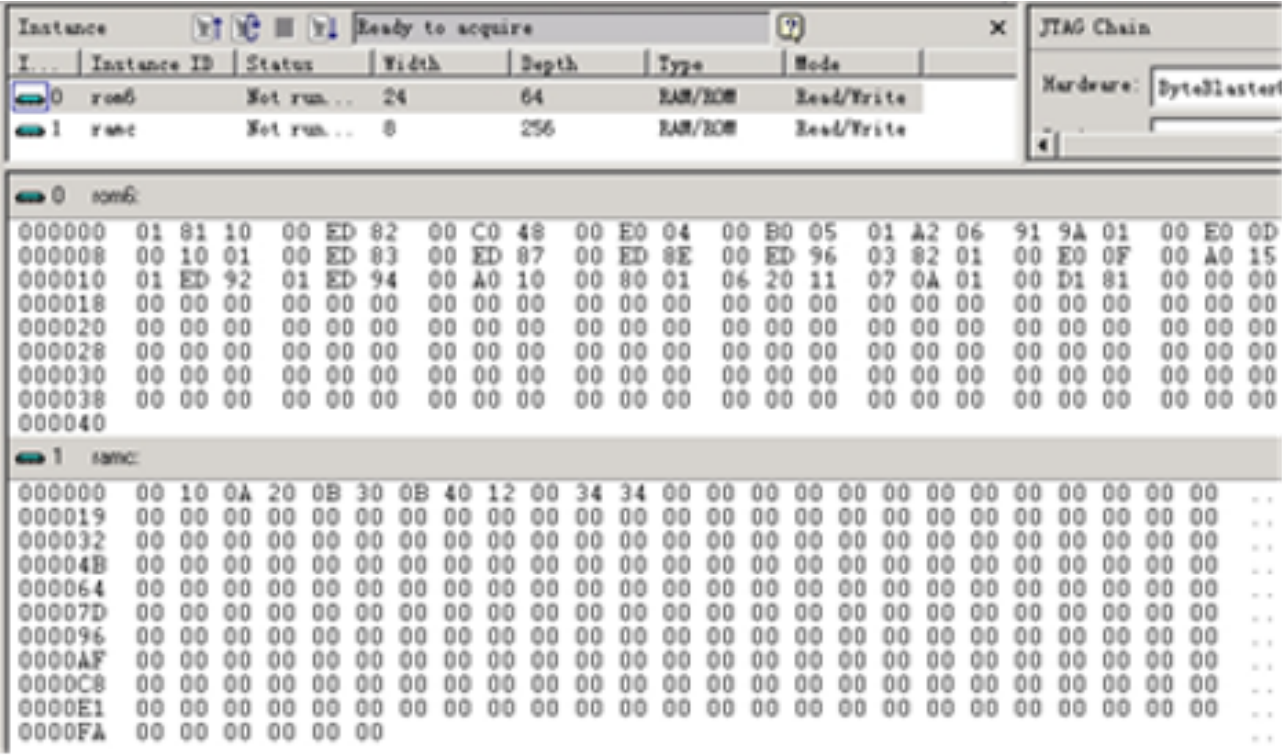 Instance
Ready to acquire
JTAG Chain
I... Instance ID Status Width Depth Type Mode
Hardware:
0 rom6 Not run... 24 64 RAM/ROM Read/Write
1 ramc Not run... 8 256 RAM/ROM Read/Write
0 rom6:
000000 01 81 10 00 ED 82 00 C0 48 00 E0 04 00 B0 05 01 A2 06 91 9A 01 00 E0 0D
000008 00 10 01 00 ED 83 00 ED 87 00 ED 8E 00 ED 96 03 82 01 00 E0 0F 00 A0 15
000010 01 ED 92 01 ED 94 00 A0 10 00 80 01 06 20 11 07 0A 01 00 D1 81 00 00 00
000018 00 00 00 00 00 00 00 00 00 00 00 00 00 00 00 00 00 00 00 00 00 00 00 00
000020 00 00 00 00 00 00 00 00 00 00 00 00 00 00 00 00 00 00 00 00 00 00 00 00
000028 00 00 00 00 00 00 00 00 00 00 00 00 00 00 00 00 00 00 00 00 00 00 00 00
000030 00 00 00 00 00 00 00 00 00 00 00 00 00 00 00 00 00 00 00 00 00 00 00 00
000038 00 00 00 00 00 00 00 00 00 00 00 00 00 00 00 00 00 00 00 00 00 00 00 00
000040
1 ramc:
000000 00 10 0A 20 0B 30 0B 40 12 00 34 34 00 00 00 00 00 00 00 00 00 00 00 00 00 ..
000019 00 00 00 00 00 00 00 00 00 00 00 00 00 00 00 00 00 00 00 00 00 00 00 00 00 ..
000032 00 00 00 00 00 00 00 00 00 00 00 00 00 00 00 00 00 00 00 00 00 00 00 00 00 ..
00004B 00 00 00 00 00 00 00 00 00 00 00 00 00 00 00 00 00 00 00 00 00 00 00 00 00 ..
000064 00 00 00 00 00 00 00 00 00 00 00 00 00 00 00 00 00 00 00 00 00 00 00 00 00 ..
00007D 00 00 00 00 00 00 00 00 00 00 00 00 00 00 00 00 00 00 00 00 00 00 00 00 00 ..
000096 00 00 00 00 00 00 00 00 00 00 00 00 00 00 00 00 00 00 00 00 00 00 00 00 00 ..
0000AF 00 00 00 00 00 00 00 00 00 00 00 00 00 00 00 00 00 00 00 00 00 00 00 00 00 ..
0000C8 00 00 00 00 00 00 00 00 00 00 00 00 00 00 00 00 00 00 00 00 00 00 00 00 00 ..
0000E1 00 00 00 00 00 00 00 00 00 00 00 00 00 00 00 00 00 00 00 00 00 00 00 00 00 ..
0000FA 00 00 00 00 00 00 ..